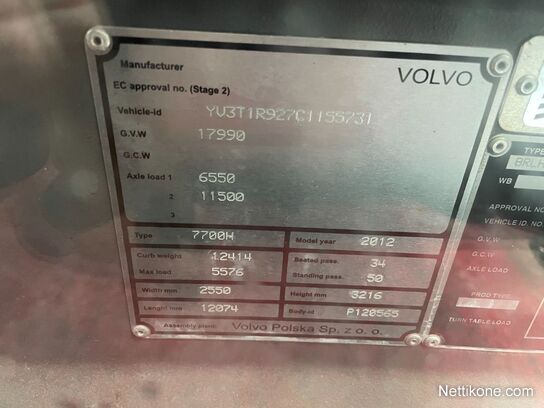 Manufacturer VOLVO
EC approval no. (Stage 2)
Vehicle-id YV3T1R927C1155731
G.V.W 17990
G.C.W
Axle load 1 6550
2 11500
3
Type 7700H Model year 2012
Curb weight 12414 Seated pass. 34
Max load 5576 Standing pass. 50
Width mm 2550 Height mm 3216
Lenght mm 12074 Body-id P120565
Assembly plant: Volvo Polska Sp. z o. o.
TYPE
BRLH
WB
APPROVAL NO
VEHICLE ID. NO.
G.V.W
G.C.W
AXLE LOAD
PROD TYPE
TURN TABLE LOAD
Nettikone.com